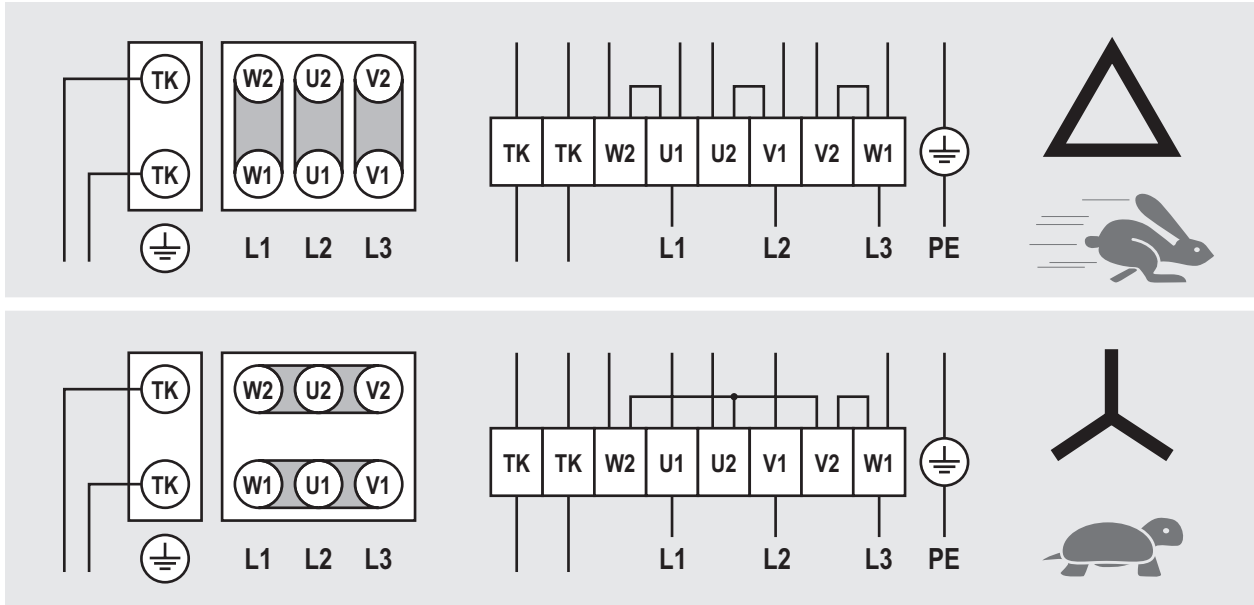 TK W2 U2 V2
TK W1 U1 V1
L1 L2 L3
TK TK W2 U1 U2 V1 V2 W1
L1 L2 L3 PE
TK W2 U2 V2
TK W1 U1 V1
L1 L2 L3
TK TK W2 U1 U2 V1 V2 W1
L1 L2 L3 PE